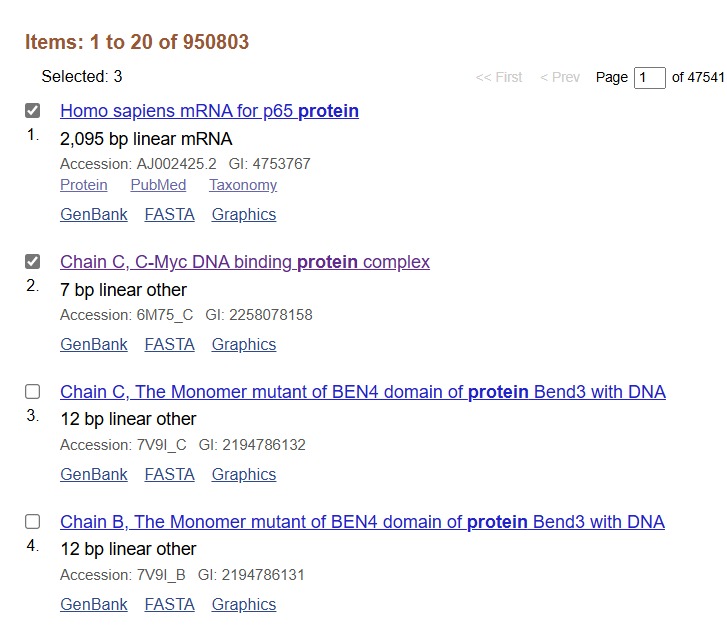 Items: 1 to 20 of 950803
Selected: 3 << First < Prev Page 1 of 47541
Homo sapiens mRNA for p65 protein
1. 2,095 bp linear mRNA
Accession: AJ002425.2 GI: 4753767
Protein PubMed Taxonomy
GenBank FASTA Graphics
Chain C, C-Myc DNA binding protein complex
2. 7 bp linear other
Accession: 6M75_C GI: 2258078158
GenBank FASTA Graphics
Chain C, The Monomer mutant of BEN4 domain of protein Bend3 with DNA
3. 12 bp linear other
Accession: 7V9I_C GI: 2194786132
GenBank FASTA Graphics
Chain B, The Monomer mutant of BEN4 domain of protein Bend3 with DNA
4. 12 bp linear other
Accession: 7V9I_B GI: 2194786131
GenBank FASTA Graphics